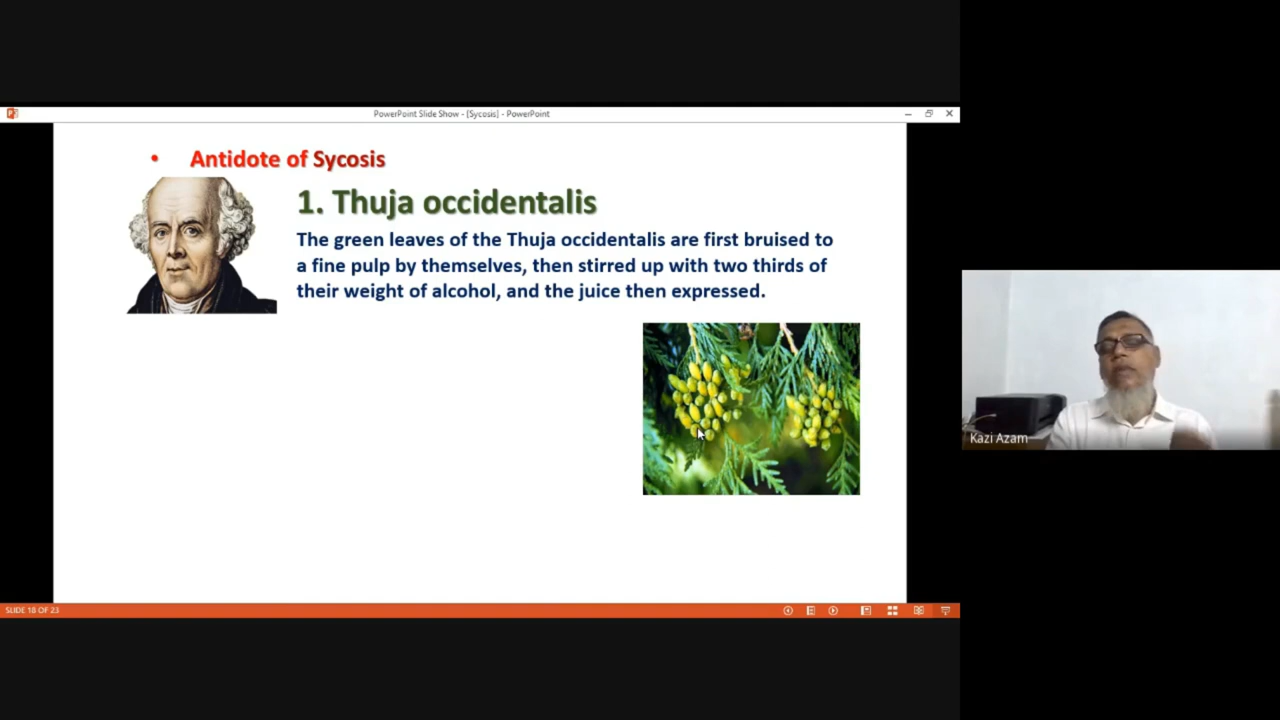 PowerPoint Slide Show - [Sycosis] - PowerPoint
• Antidote of Sycosis
1. Thuja occidentalis
The green leaves of the Thuja occidentalis are first bruised to
a fine pulp by themselves, then stirred up with two thirds of
their weight of alcohol, and the juice then expressed.
Kazi Azam
SLIDE 18 OF 23